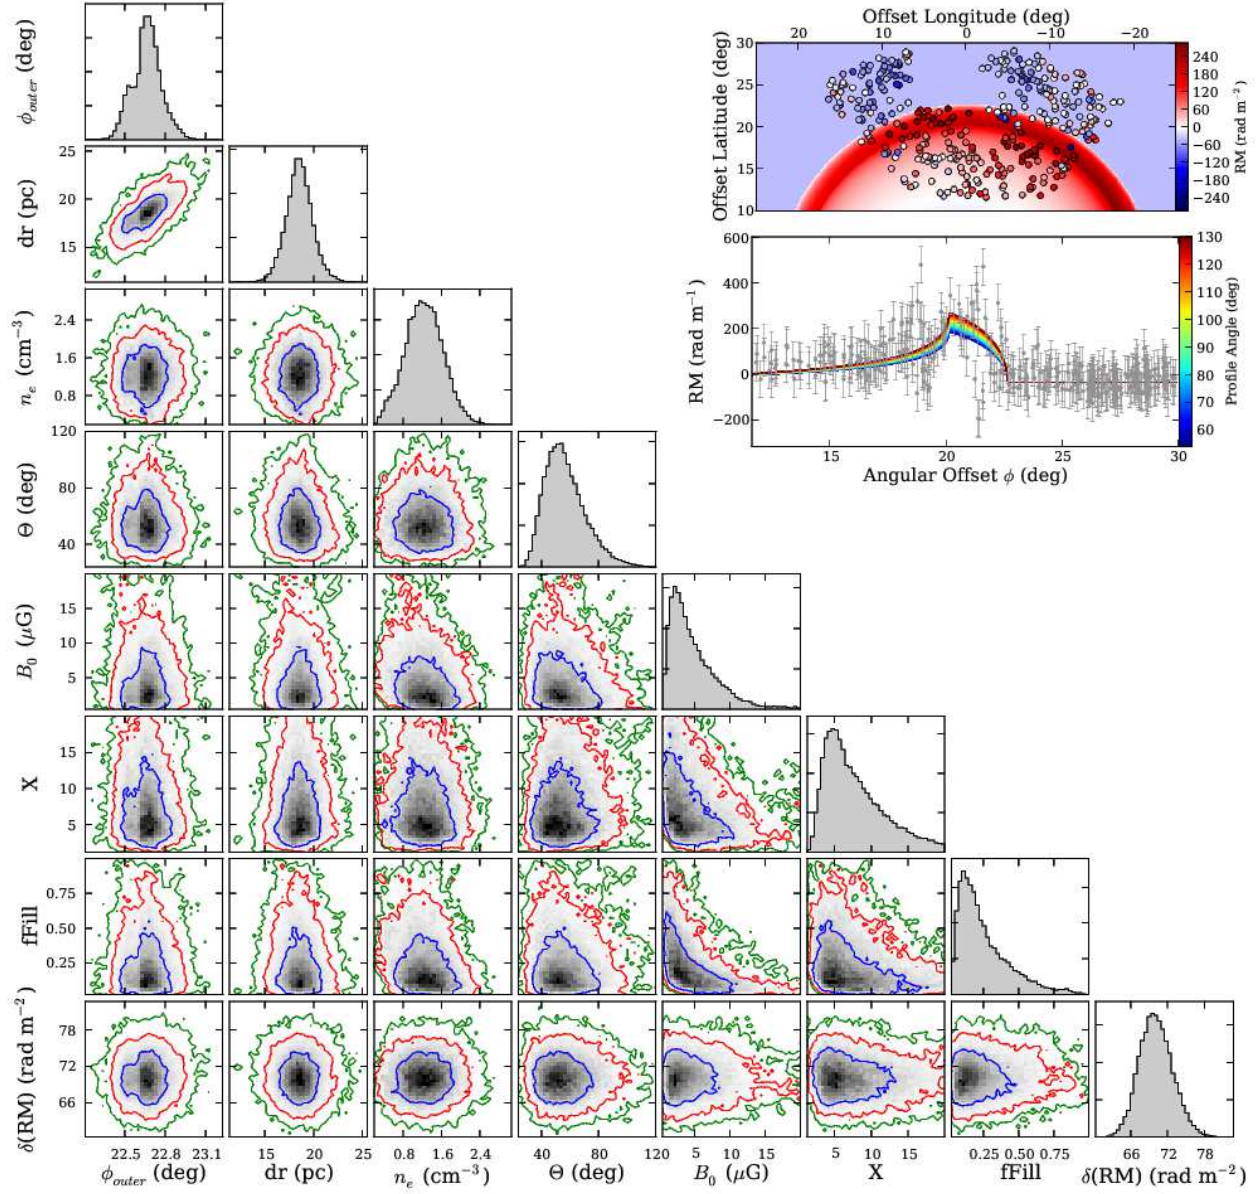 Offset Longitude (deg)
20 10 0 −10 −20
Offset Latitude (deg)
30
25
20
15
10
240
180
120
60
0
−60
−120
−180
−240
RM (rad m⁻²)
RM (rad m⁻¹)
600
400
200
0
−200
15 20 25 30
Angular Offset ϕ (deg)
130
120
110
100
90
80
70
60
Profile Angle (deg)
ϕouter (deg)
dr (pc)
25
20
15
nₑ (cm⁻³)
2.4
1.6
0.8
Θ (deg)
120
80
40
B₀ (μG)
15
10
5
X
15
10
5
fFill
0.75
0.50
0.25
δ(RM) (rad m⁻²)
78
72
66
22.5 22.8 23.1 15 20 25 0.8 1.6 2.4 40 80 120 5 10 15 5 10 15 0.25 0.50 0.75 66 72 78
ϕouter (deg) dr (pc) nₑ (cm⁻³) Θ (deg) B₀ (μG) X fFill δ(RM) (rad m⁻²)